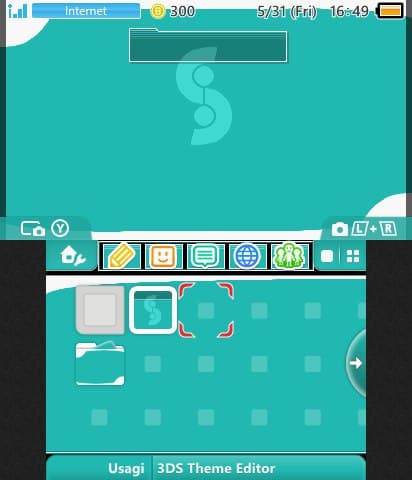 Internet
300
5/31 (Fri)
16:49
Y
L+R
Usagi
3DS Theme Editor